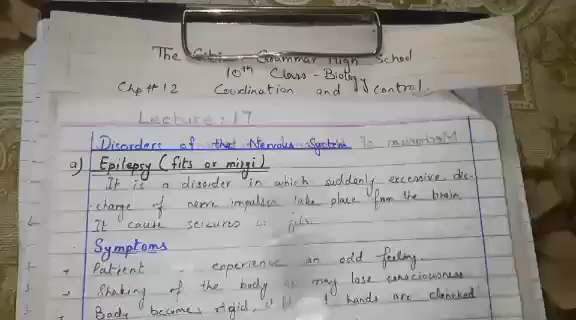 The City Grammar High School
10th Class - Biology
Chp # 12 Coordination and Control.
Lecture: 17
Disorders of the Nervous System
a) Epilepsy (fits or mirgi)
It is a disorder in which suddenly excessive dis-
charge of nerve impulses take place from the brain
It cause seizures or fits.
Symptoms
Patient experience an odd feeling.
Shaking of the body may lose consciousness
Body becomes rigid, hands are clenched